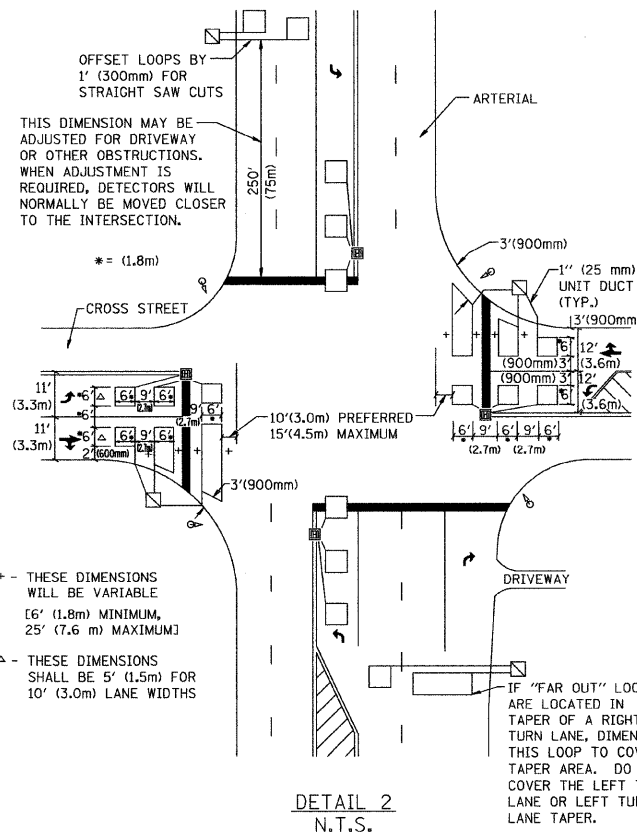 OFFSET LOOPS BY
1' (300mm) FOR
STRAIGHT SAW CUTS
THIS DIMENSION MAY BE
ADJUSTED FOR DRIVEWAY
OR OTHER OBSTRUCTIONS.
WHEN ADJUSTMENT IS
REQUIRED, DETECTORS WILL
NORMALLY BE MOVED CLOSER
TO THE INTERSECTION.
250'
(75m)
* = (1.8m)
ARTERIAL
3'(900mm)
1" (25 mm)
UNIT DUCT
(TYP.)
3'(900mm
CROSS STREET
12'
(3.6m)
(900mm) 3'
(900mm) 3'
12'
(3.6m)
*6
6'
6' 9' 6' 9' 6'
(2.7m) (2.7m)
11'
(3.3m)
*6'
*6'
6' 9' 6'
(2.7m)
9' 6'
(2.7m)
11'
(3.3m)
*6'
6' 9' 6'
(2.7m)
2' (600mm)
10'(3.0m) PREFERRED
15'(4.5m) MAXIMUM
3'(900mm)
+ - THESE DIMENSIONS
WILL BE VARIABLE
[6' (1.8m) MINIMUM,
25' (7.6 m) MAXIMUM]
△ - THESE DIMENSIONS
SHALL BE 5' (1.5m) FOR
10' (3.0m) LANE WIDTHS
DRIVEWAY
IF "FAR OUT" LOO
ARE LOCATED IN
TAPER OF A RIGHT
TURN LANE, DIMEN
THIS LOOP TO COV
TAPER AREA. DO
COVER THE LEFT T
LANE OR LEFT TU
LANE TAPER.
DETAIL 2
N.T.S.